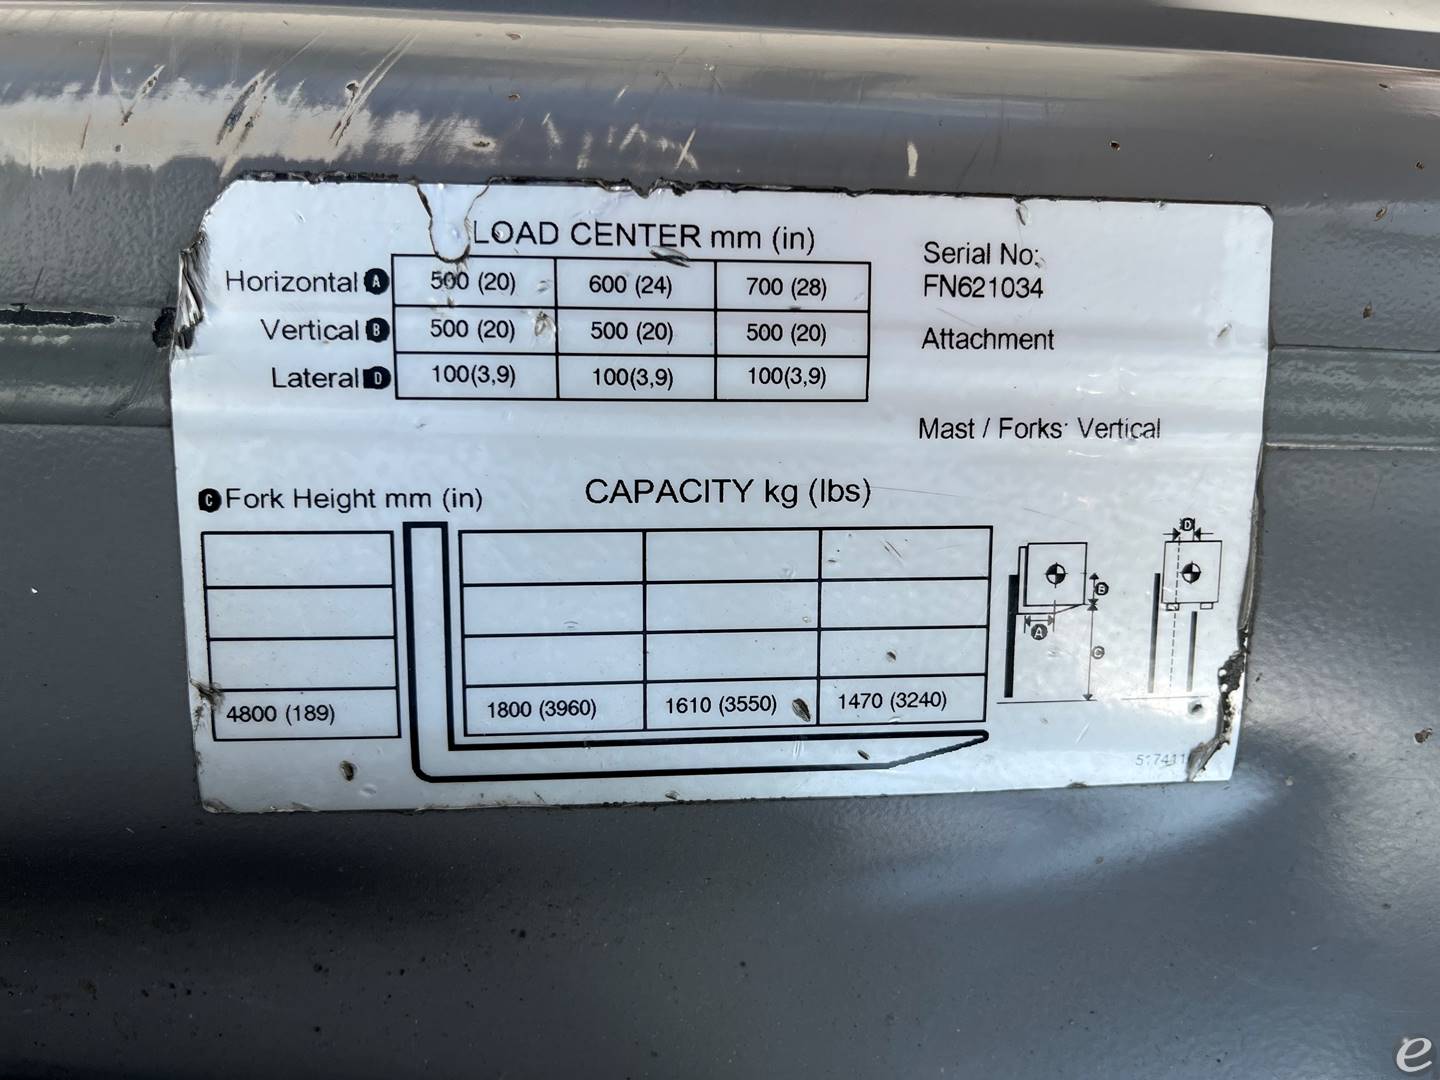 LOAD CENTER mm (in)
Horizontal A 500 (20) 600 (24) 700 (28)
Vertical B 500 (20) 500 (20) 500 (20)
Lateral D 100(3,9) 100(3,9) 100(3,9)
Serial No:
FN621034
Attachment
Mast / Forks: Vertical
C Fork Height mm (in)
CAPACITY kg (lbs)
4800 (189) 1800 (3960) 1610 (3550) 1470 (3240)
A
B
C
D
e